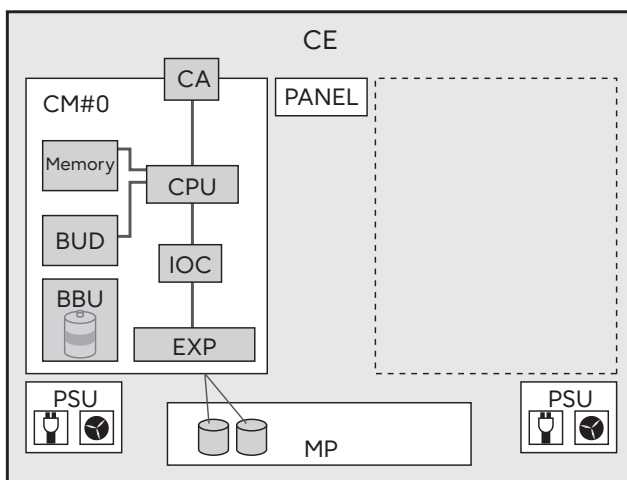 CE
CA
PANEL
CM#0
Memory
CPU
BUD
IOC
BBU
EXP
PSU
PSU
MP